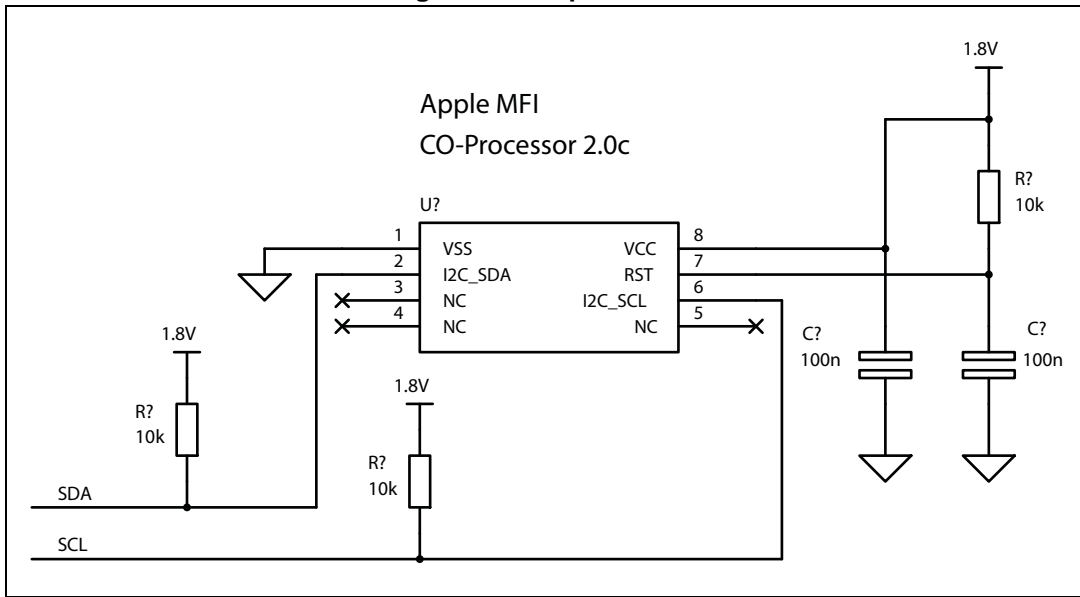 1.8V
Apple MFI
CO-Processor 2.0c
R?
10k
U?
1
VSS
VCC
8
2
I2C_SDA
RST
7
3
NC
I2C_SCL
6
4
NC
NC
5
1.8V
C?
100n
C?
100n
1.8V
R?
10k
R?
10k
SDA
SCL